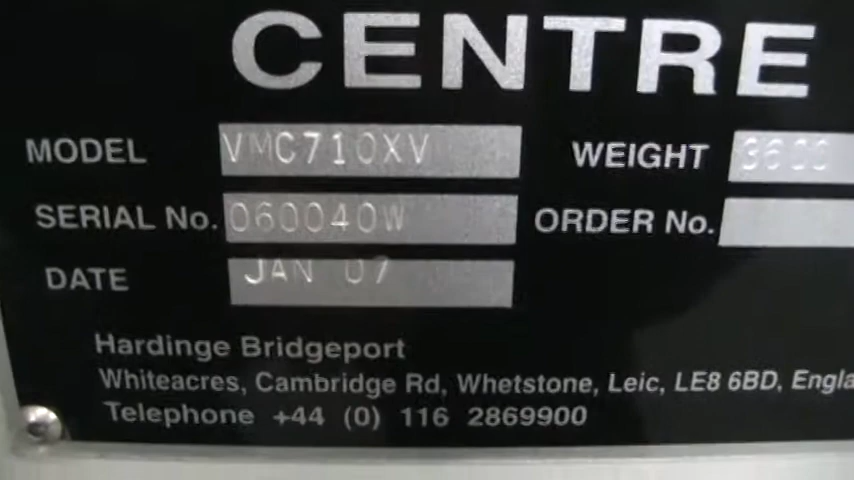 CENTRE
MODEL VMC710XV WEIGHT 3600
SERIAL No. 060040W ORDER No.
DATE JAN 07
Hardinge Bridgeport
Whiteacres, Cambridge Rd, Whetstone, Leic, LE8 6BD, Engla
Telephone +44 (0) 116 2869900